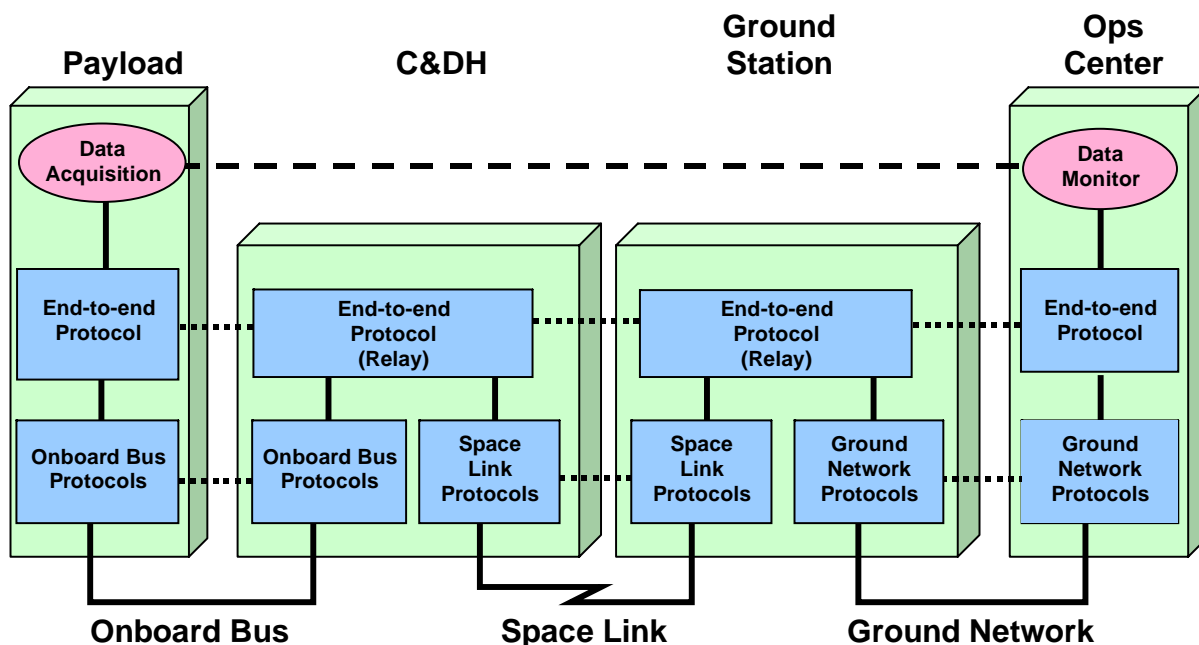 Payload
C&DH
Ground
Station
Ops
Center
Data
Acquisition
Data
Monitor
End-to-end
Protocol
End-to-end
Protocol
(Relay)
End-to-end
Protocol
(Relay)
End-to-end
Protocol
Onboard Bus
Protocols
Onboard Bus
Protocols
Space
Link
Protocols
Space
Link
Protocols
Ground
Network
Protocols
Ground
Network
Protocols
Onboard Bus
Space Link
Ground Network